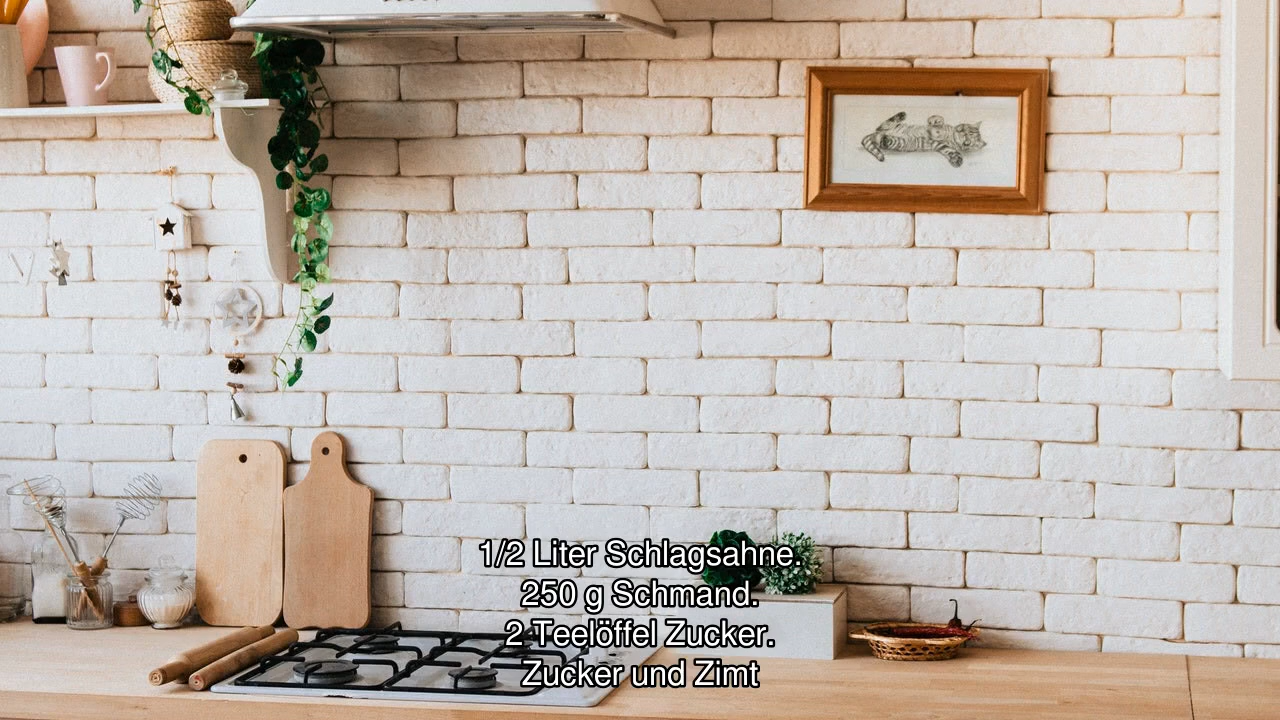 1/2 Liter Schlagsahne.
250 g Schmand.
2 Teelöffel Zucker.
Zucker und Zimt